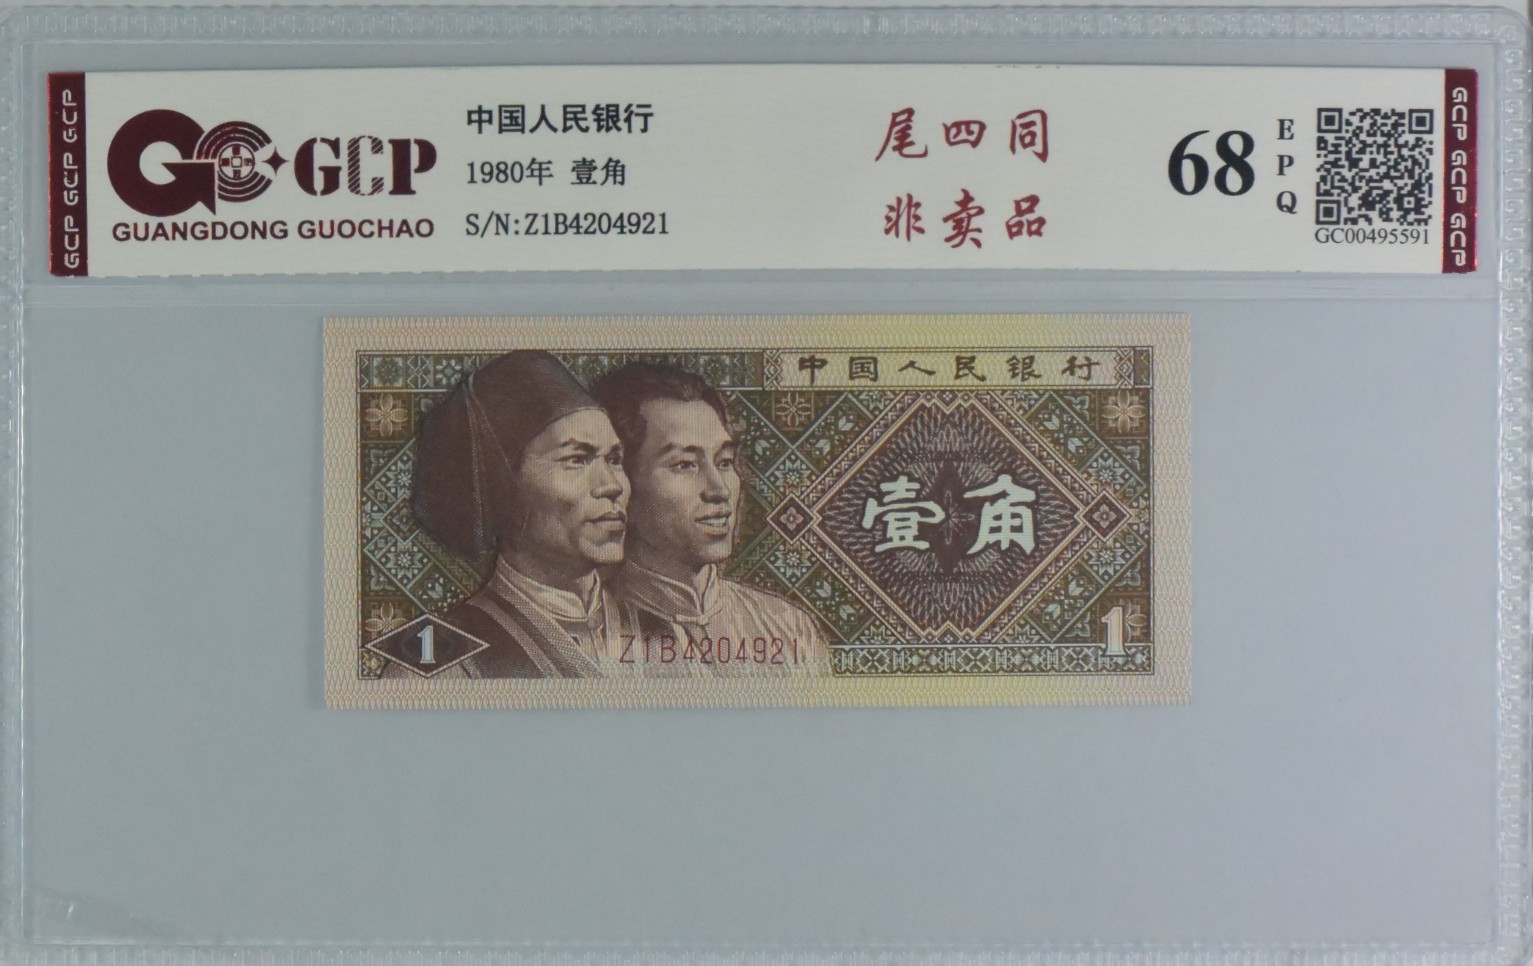 GCP GCP GCP
GCP
GUANGDONG GUOCHAO
中国人民银行
1980年 壹角
S/N:Z1B4204921
尾四同
非卖品
68
EPQ
GC00495591
GCP GCP GCP
中国人民银行
壹角
1
Z1B4204921
1